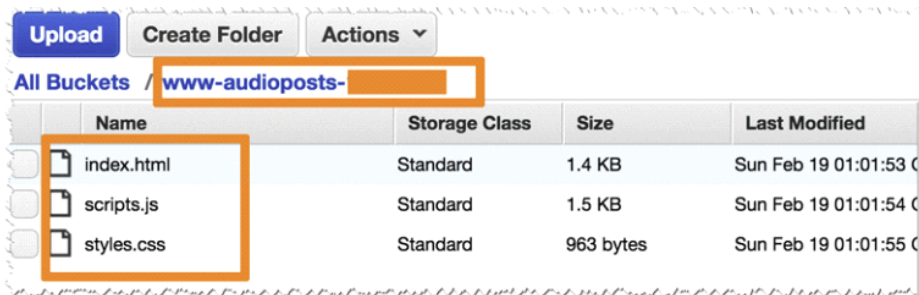 Upload Create Folder Actions
All Buckets / www-audioposts-
Name Storage Class Size Last Modified
index.html Standard 1.4 KB Sun Feb 19 01:01:53
scripts.js Standard 1.5 KB Sun Feb 19 01:01:54
styles.css Standard 963 bytes Sun Feb 19 01:01:55